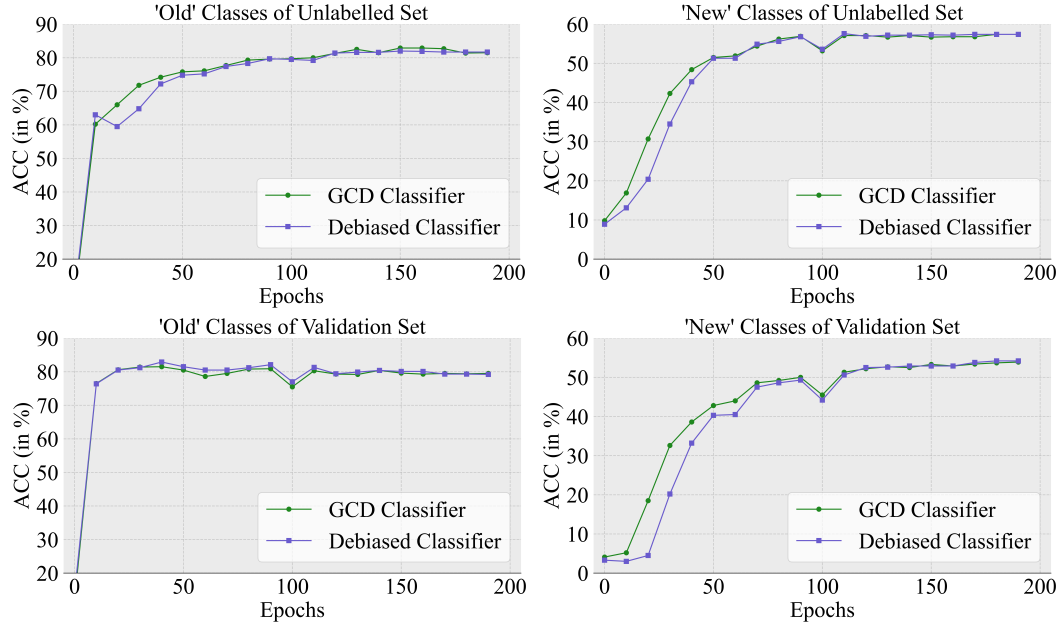 'Old' Classes of Unlabelled Set
90
80
70
60
50
40
30
20
ACC (in %)
GCD Classifier
Debiased Classifier
0 50 100 150 200
Epochs
'New' Classes of Unlabelled Set
60
50
40
30
20
10
0
ACC (in %)
GCD Classifier
Debiased Classifier
0 50 100 150 200
Epochs
'Old' Classes of Validation Set
90
80
70
60
50
40
30
20
ACC (in %)
GCD Classifier
Debiased Classifier
0 50 100 150 200
Epochs
'New' Classes of Validation Set
60
50
40
30
20
10
0
ACC (in %)
GCD Classifier
Debiased Classifier
0 50 100 150 200
Epochs